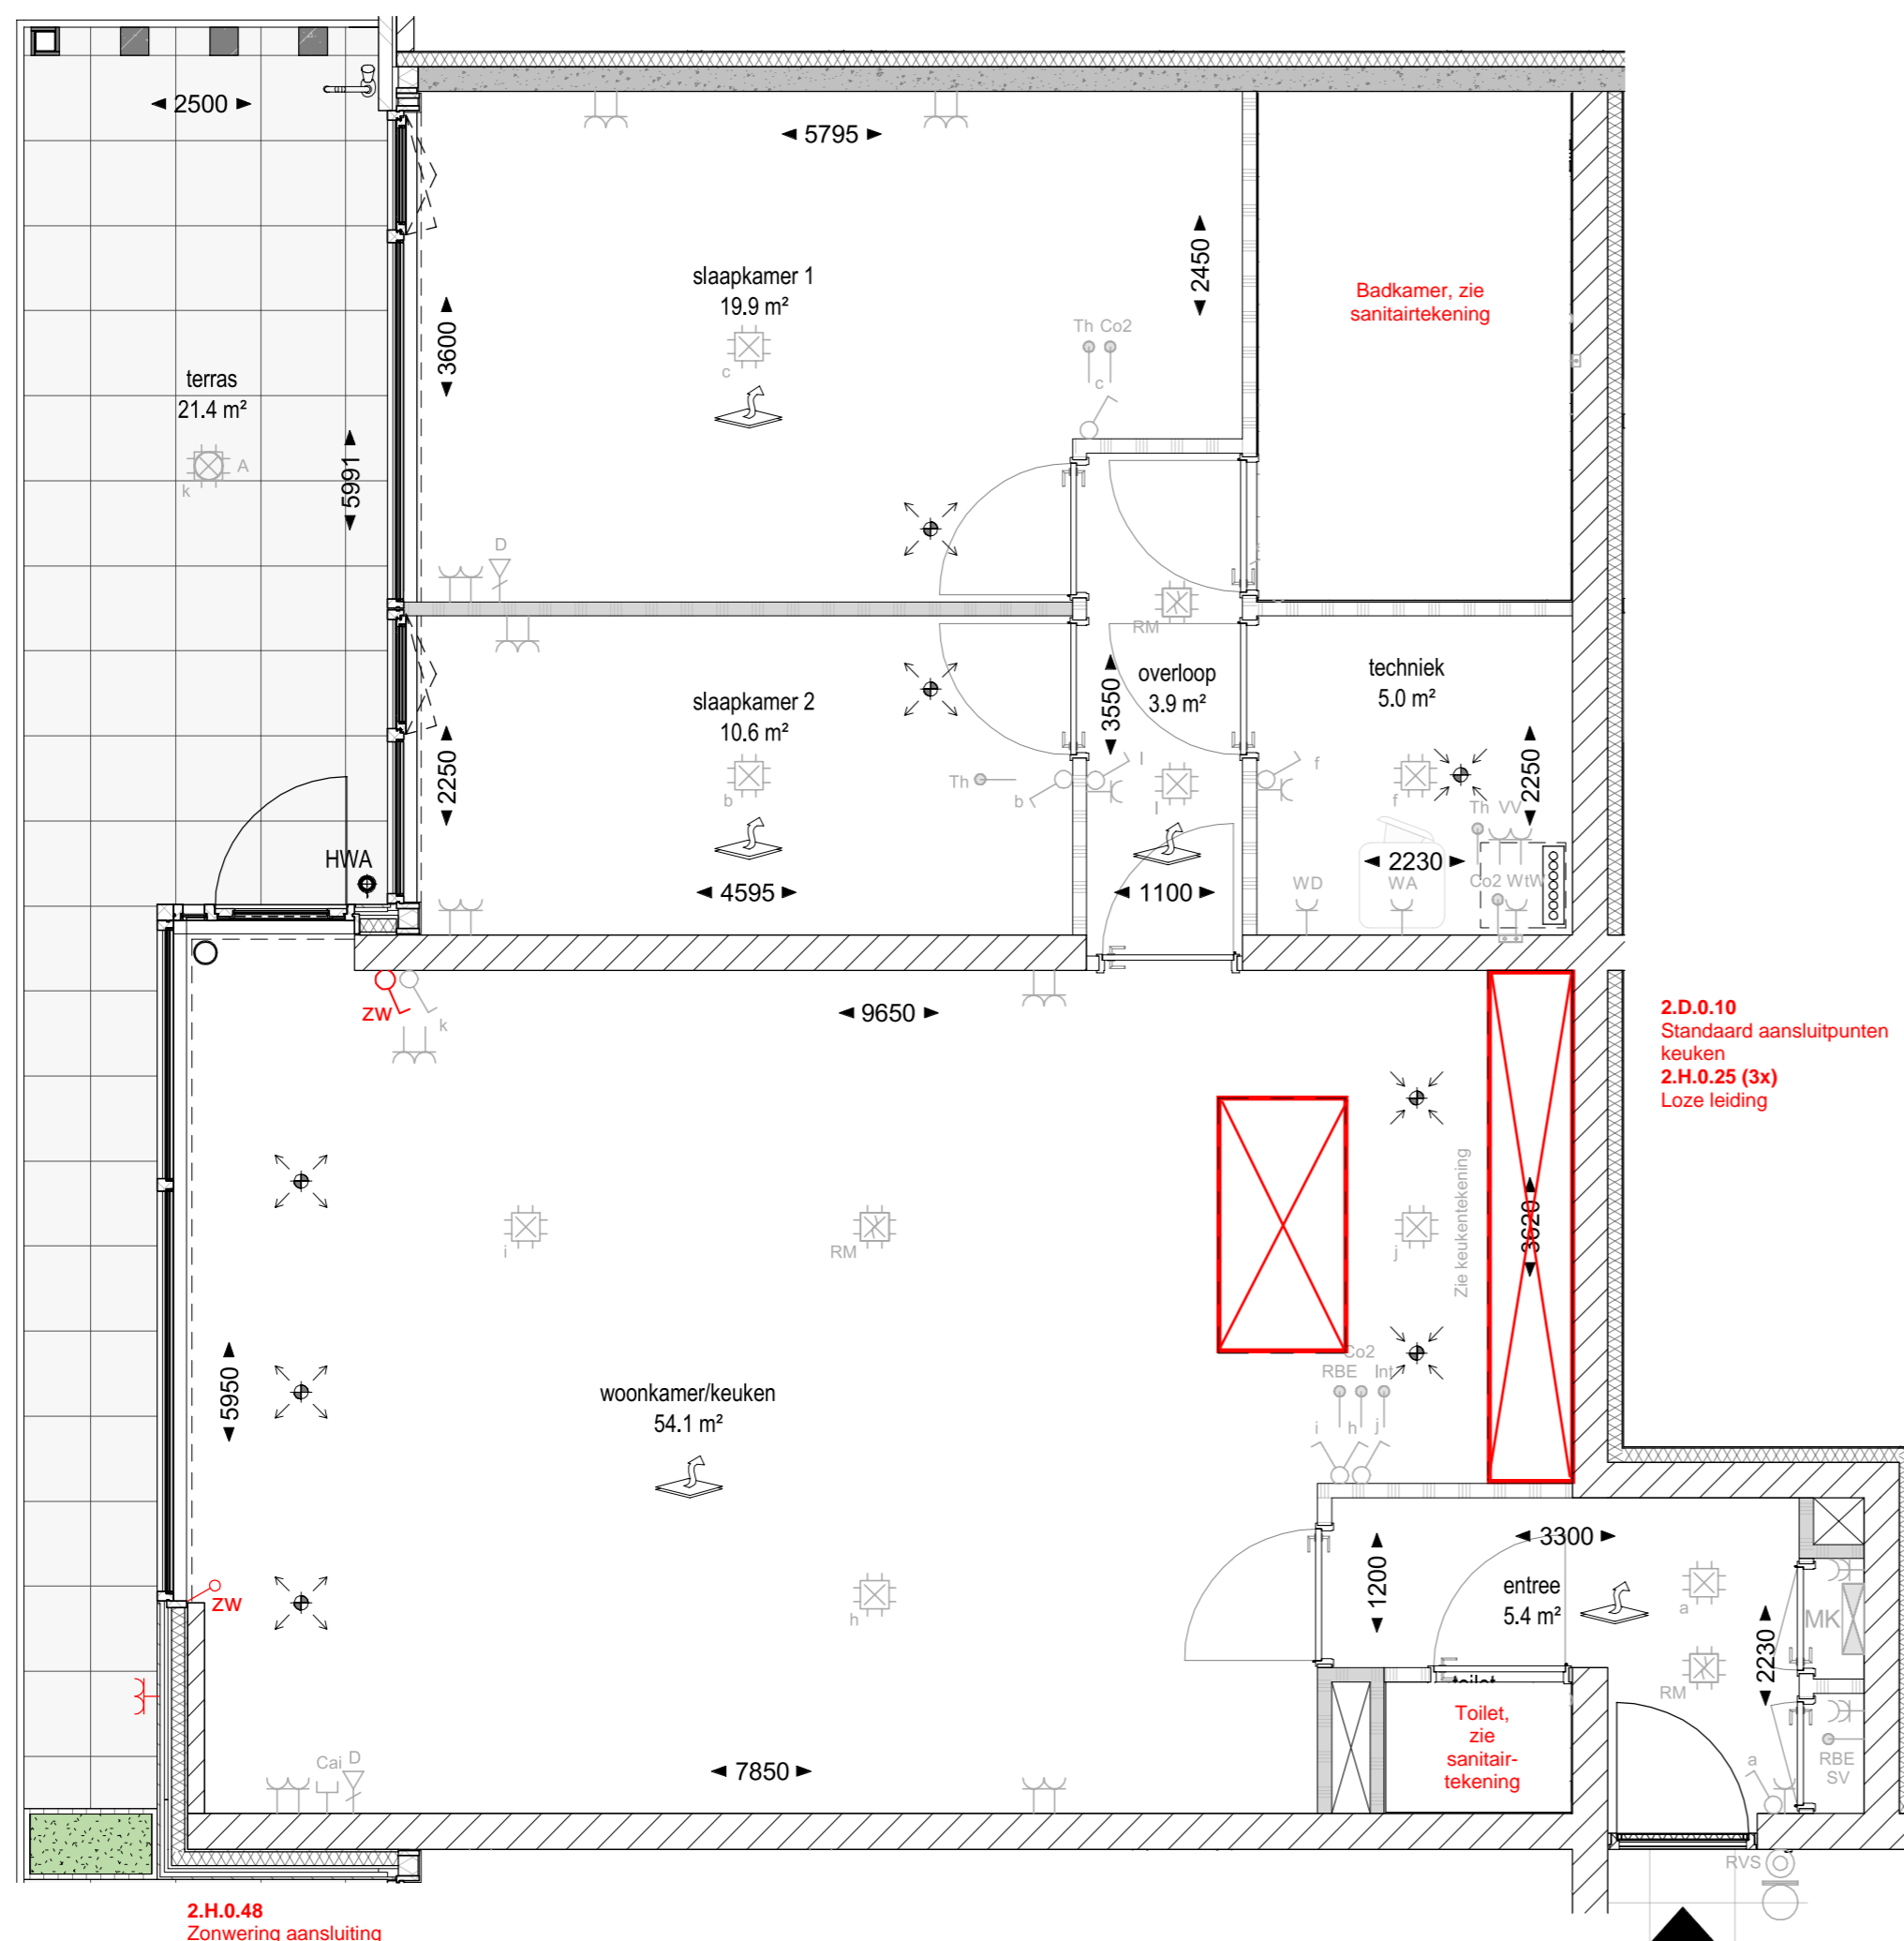 2500
5795
slaapkamer 1
19.9 m²
2450
3600
Badkamer, zie
sanitairtekening
Th Co2
c
c
terras
21.4 m²
A
k
5991
D
RM
slaapkamer 2
10.6 m²
overloop
3.9 m²
3550
techniek
5.0 m²
2250
b
Th
b
l
l
f
f
2250
Th VV
HWA
4595
1100
2230
WD
WA
Co2 WtW
zw
k
9650
2.D.0.10
Standaard aansluitpunten
keuken
2.H.0.25 (3x)
Loze leiding
Zie keukentekening
3620
i
RM
j
Co2
RBE
Int
i
h
j
5950
woonkamer/keuken
54.1 m²
3300
1200
entree
5.4 m²
a
MK
zw
h
2230
RM
toilet
Toilet,
zie
sanitair-
tekening
Cai D
7850
a
RBE
SV
RVS
2.H.0.48
Zonwering aansluiting